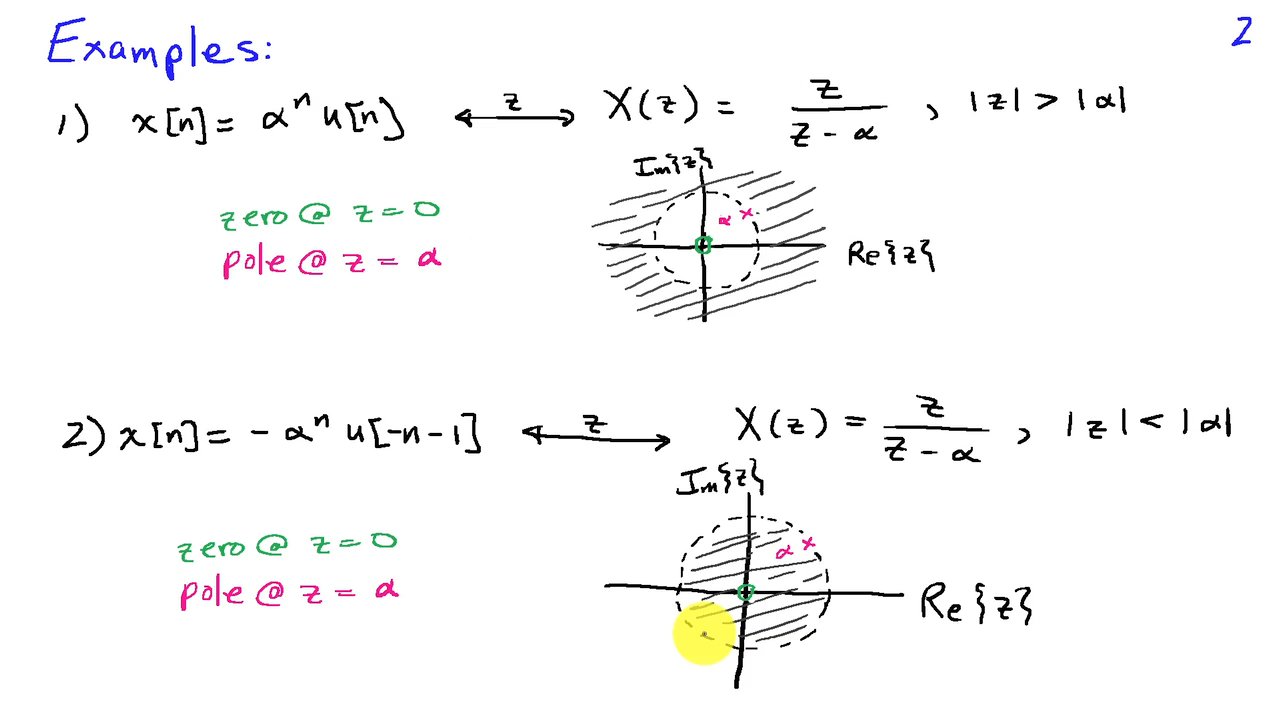 Examples:
2
1) x[n] = α^n u[n] ⟷ z X(z) = z / (z - α) , |z| > |α|
Im{z}
zero @ z = 0
α ×
pole @ z = α
Re{z}
2) x[n] = - α^n u[-n-1] ⟷ z X(z) = z / (z - α) , |z| < |α|
Im{z}
zero @ z = 0
α ×
pole @ z = α
Re{z}